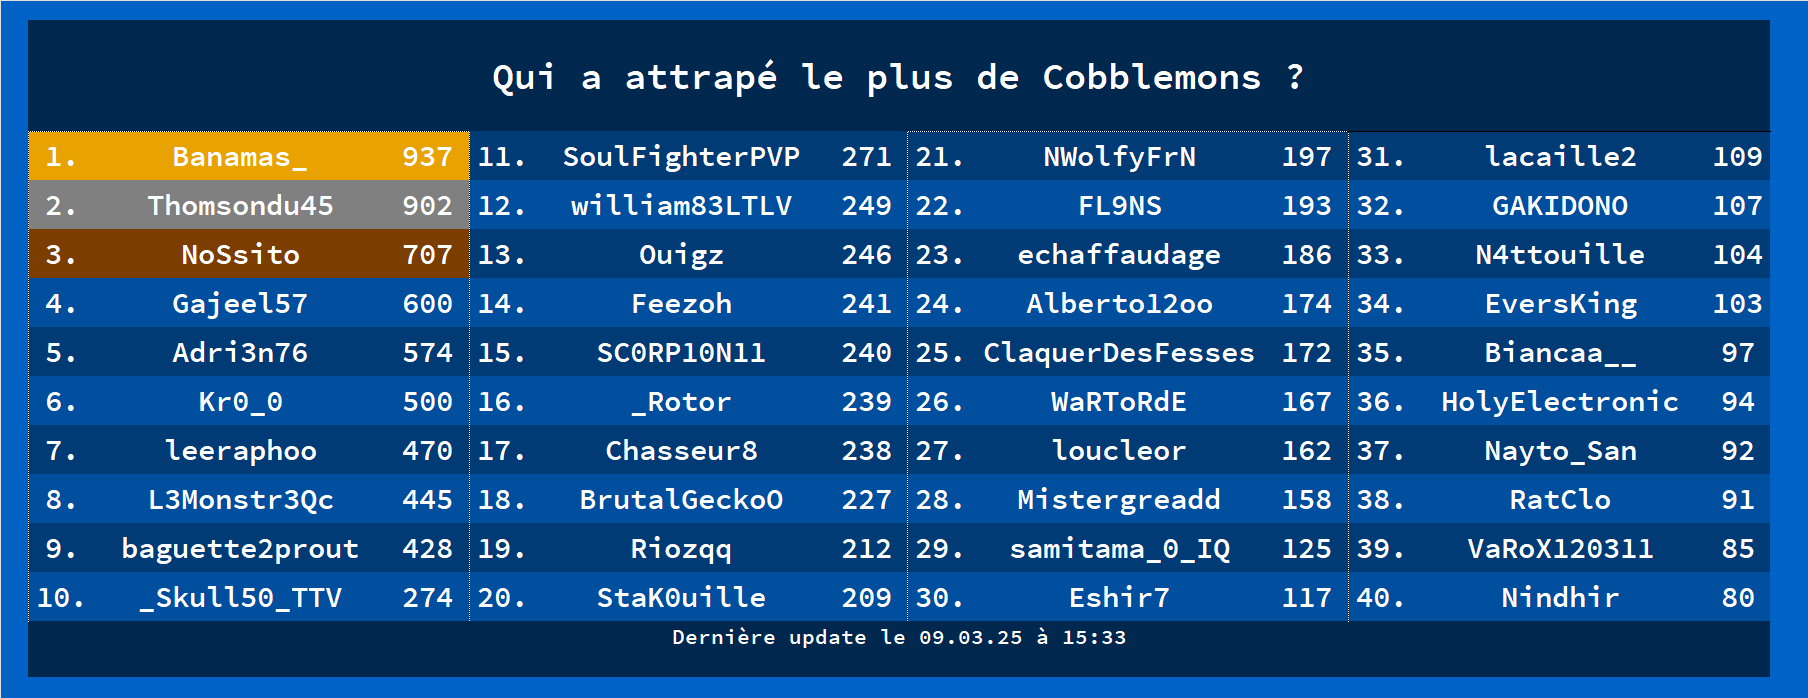 Qui a attrapé le plus de Cobblemons ?
1. Banamas_ 937
2. Thomsondu45 902
3. NoSsito 707
4. Gajeel57 600
5. Adri3n76 574
6. Kr0_0 500
7. leeraphoo 470
8. L3Monstr3Qc 445
9. baguette2prout 428
10. _Skull50_TTV 274
11. SoulFighterPVP 271
12. william83LTLV 249
13. Ouigz 246
14. Feezoh 241
15. SC0RP10N11 240
16. _Rotor 239
17. Chasseur8 238
18. BrutalGeckoO 227
19. Riozqq 212
20. StaK0uille 209
21. NWolfyFrN 197
22. FL9NS 193
23. echaffaudage 186
24. Alberto12oo 174
25. ClaquerDesFesses 172
26. WaRToRdE 167
27. loucleor 162
28. Mistergreadd 158
29. samitama_0_IQ 125
30. Eshir7 117
31. lacaille2 109
32. GAKIDONO 107
33. N4ttouille 104
34. EversKing 103
35. Biancaa__ 97
36. HolyElectronic 94
37. Nayto_San 92
38. RatClo 91
39. VaRoX120311 85
40. Nindhir 80
Dernière update le 09.03.25 à 15:33